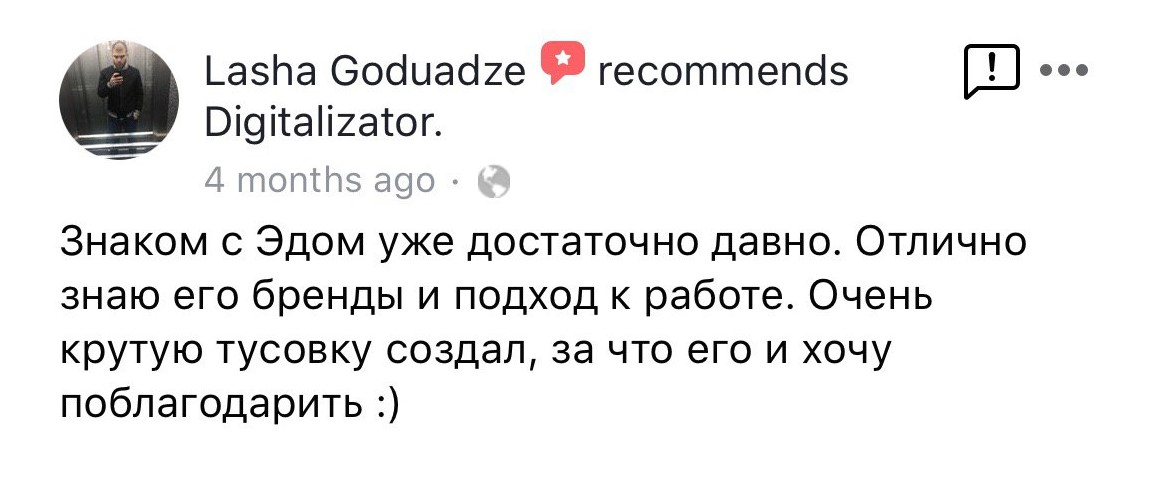 Lasha Goduadze recommends
Digitalizator.
4 months ago ·
Знаком с Эдом уже достаточно давно. Отлично
знаю его бренды и подход к работе. Очень
крутую тусовку создал, за что его и хочу
поблагодарить :)